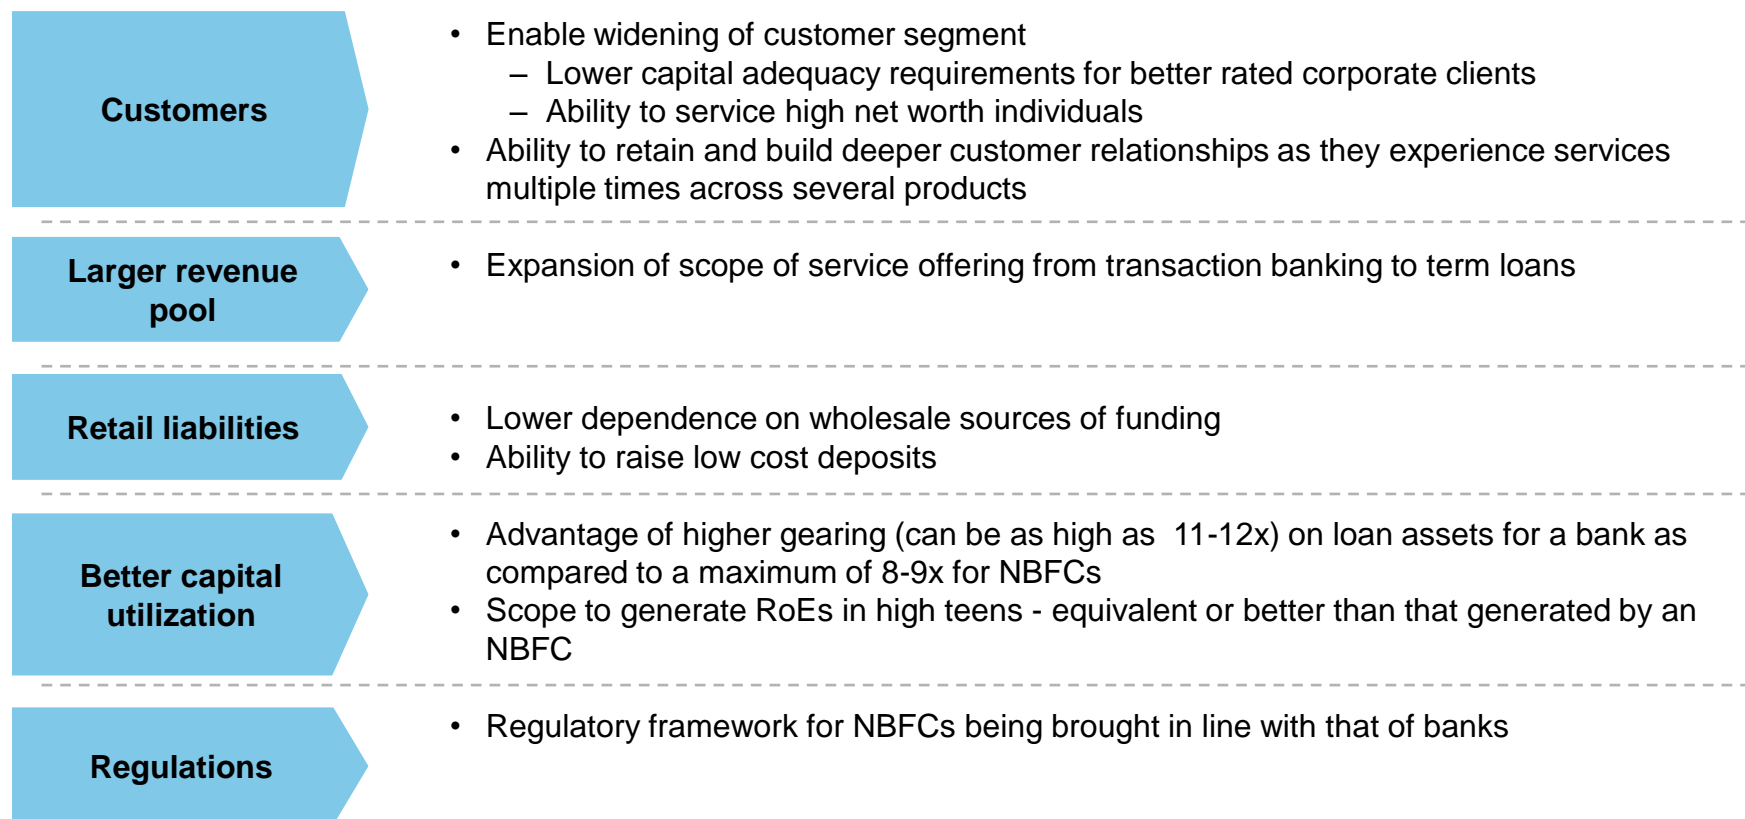 Customers
• Enable widening of customer segment
– Lower capital adequacy requirements for better rated corporate clients
– Ability to service high net worth individuals
• Ability to retain and build deeper customer relationships as they experience services
multiple times across several products
Larger revenue
pool
• Expansion of scope of service offering from transaction banking to term loans
Retail liabilities
• Lower dependence on wholesale sources of funding
• Ability to raise low cost deposits
Better capital
utilization
• Advantage of higher gearing (can be as high as  11-12x) on loan assets for a bank as
compared to a maximum of 8-9x for NBFCs
• Scope to generate RoEs in high teens - equivalent or better than that generated by an
NBFC
Regulations
• Regulatory framework for NBFCs being brought in line with that of banks